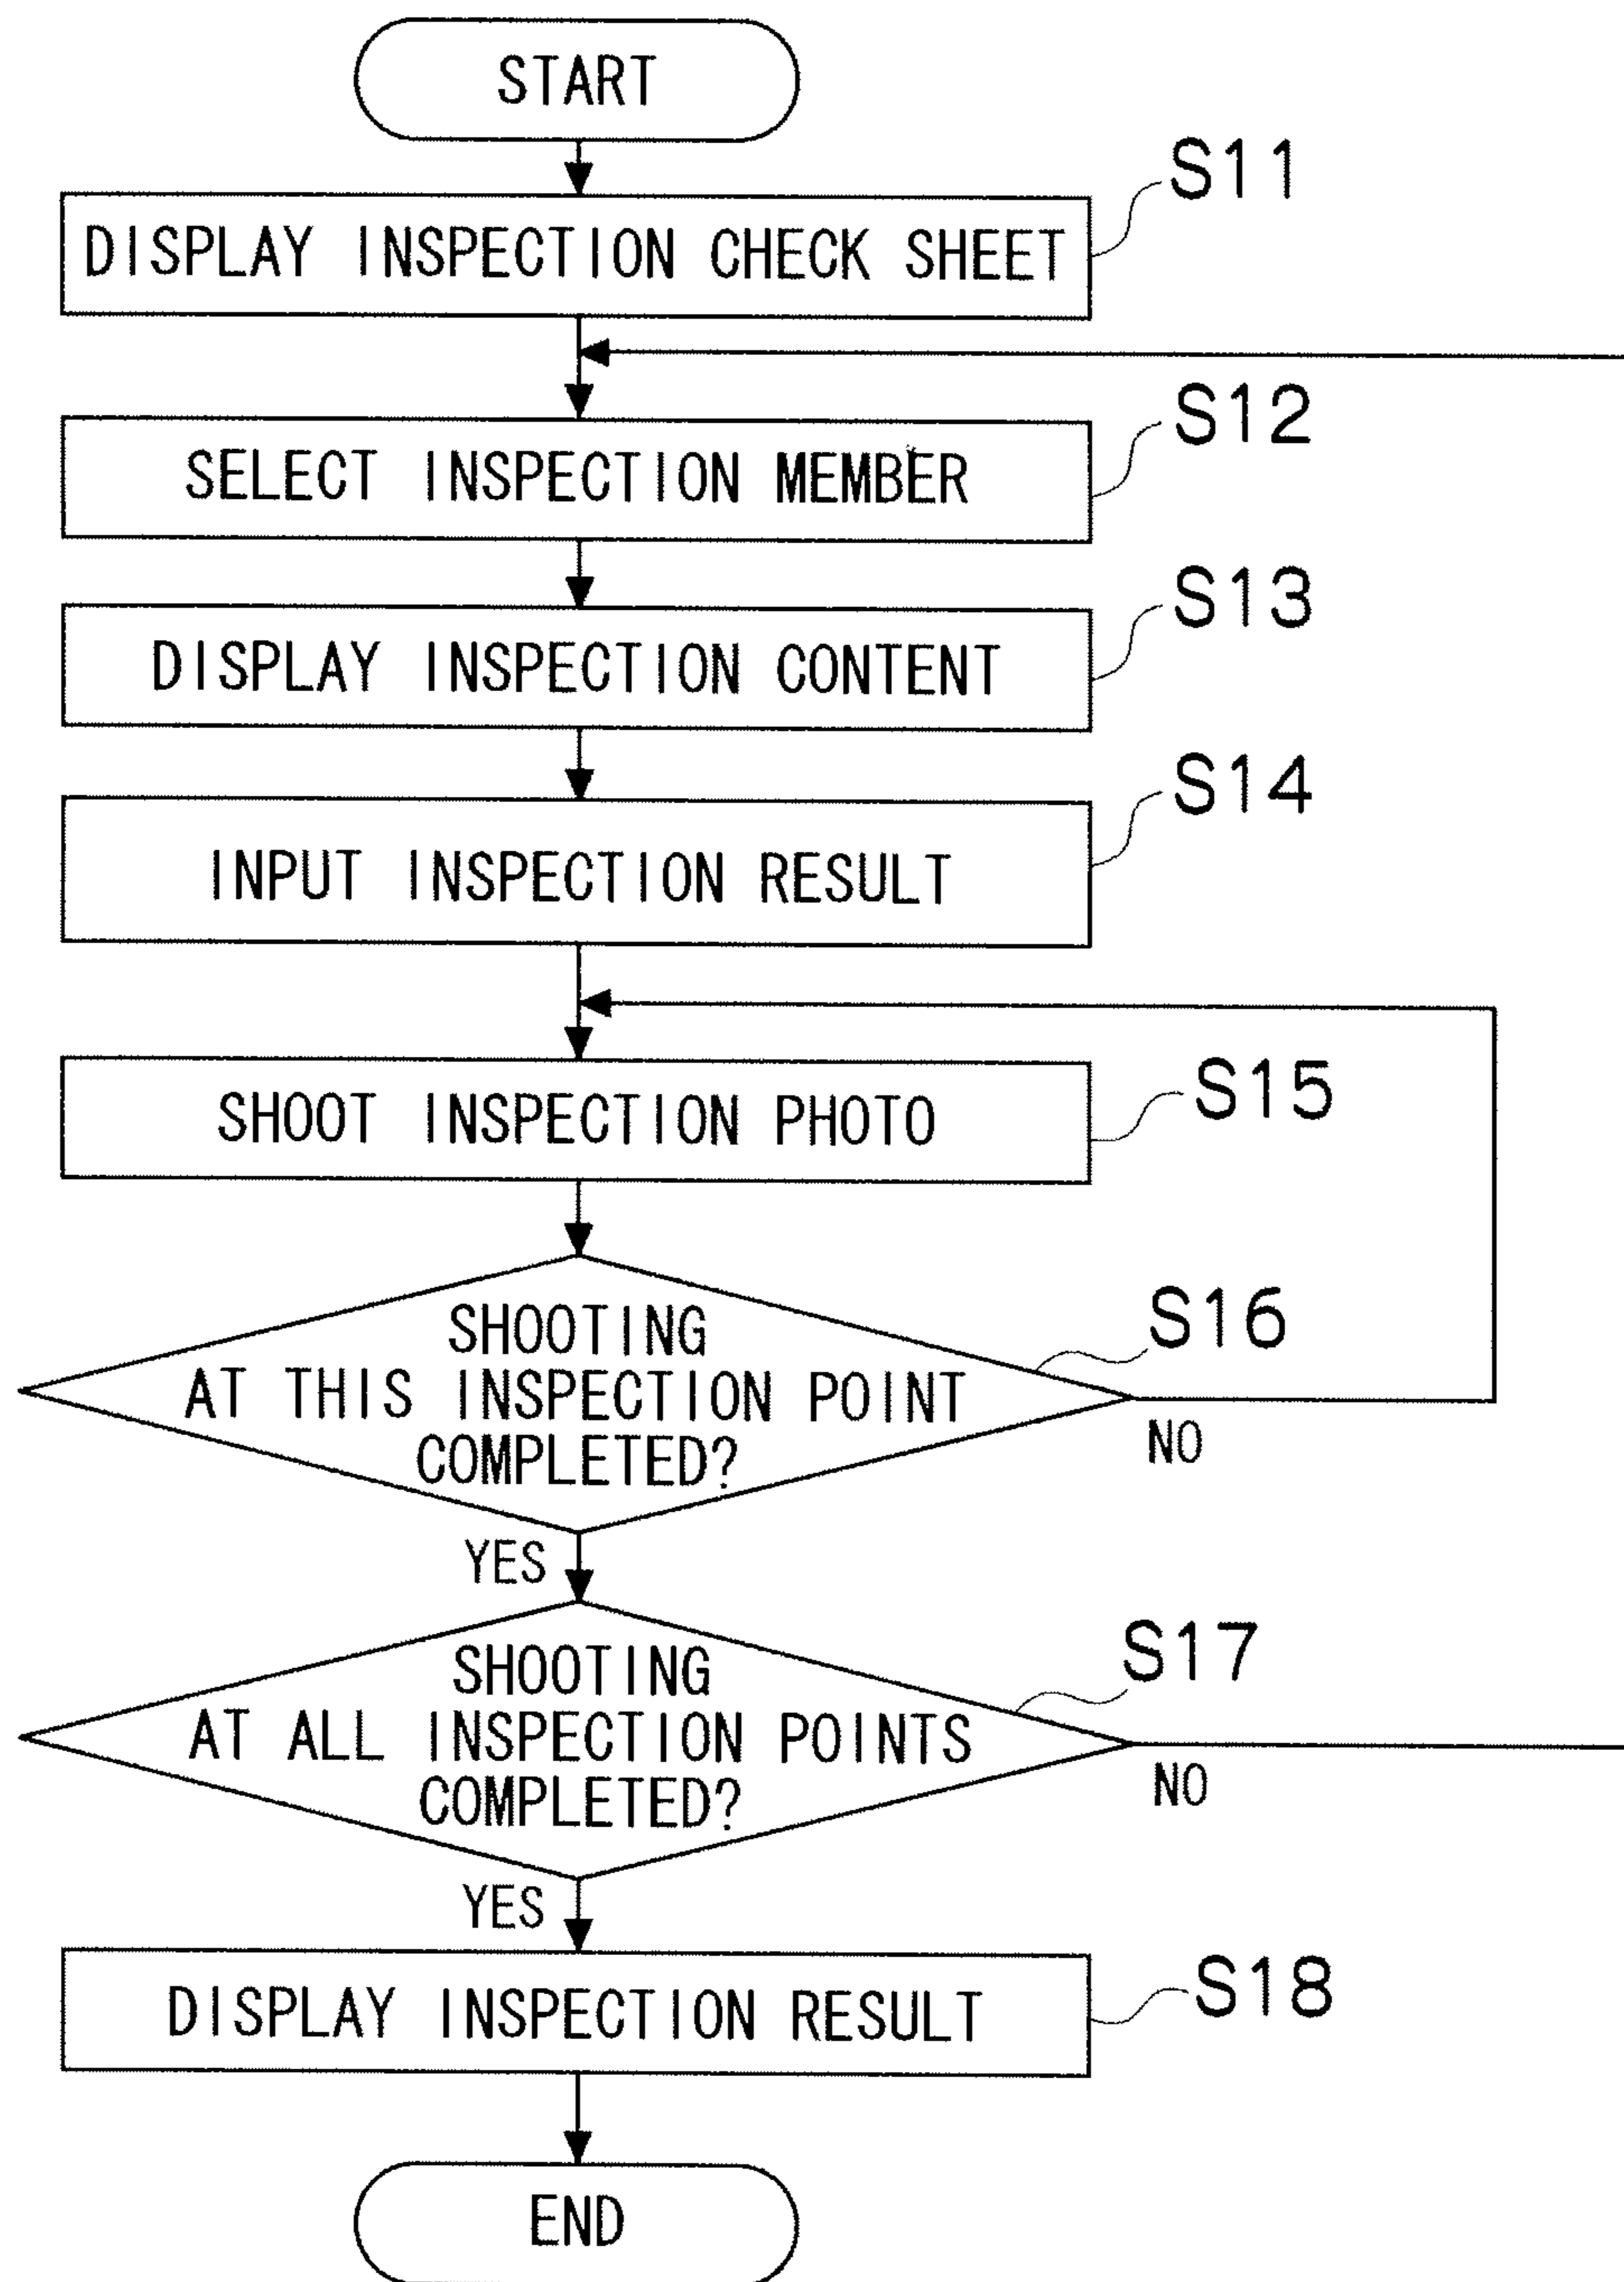 START
S11
DISPLAY INSPECTION CHECK SHEET
S12
SELECT INSPECTION MEMBER
S13
DISPLAY INSPECTION CONTENT
S14
INPUT INSPECTION RESULT
S15
SHOOT INSPECTION PHOTO
S16
SHOOTING
AT THIS INSPECTION POINT
COMPLETED?
NO
YES
S17
SHOOTING
AT ALL INSPECTION POINTS
COMPLETED?
NO
YES
S18
DISPLAY INSPECTION RESULT
END